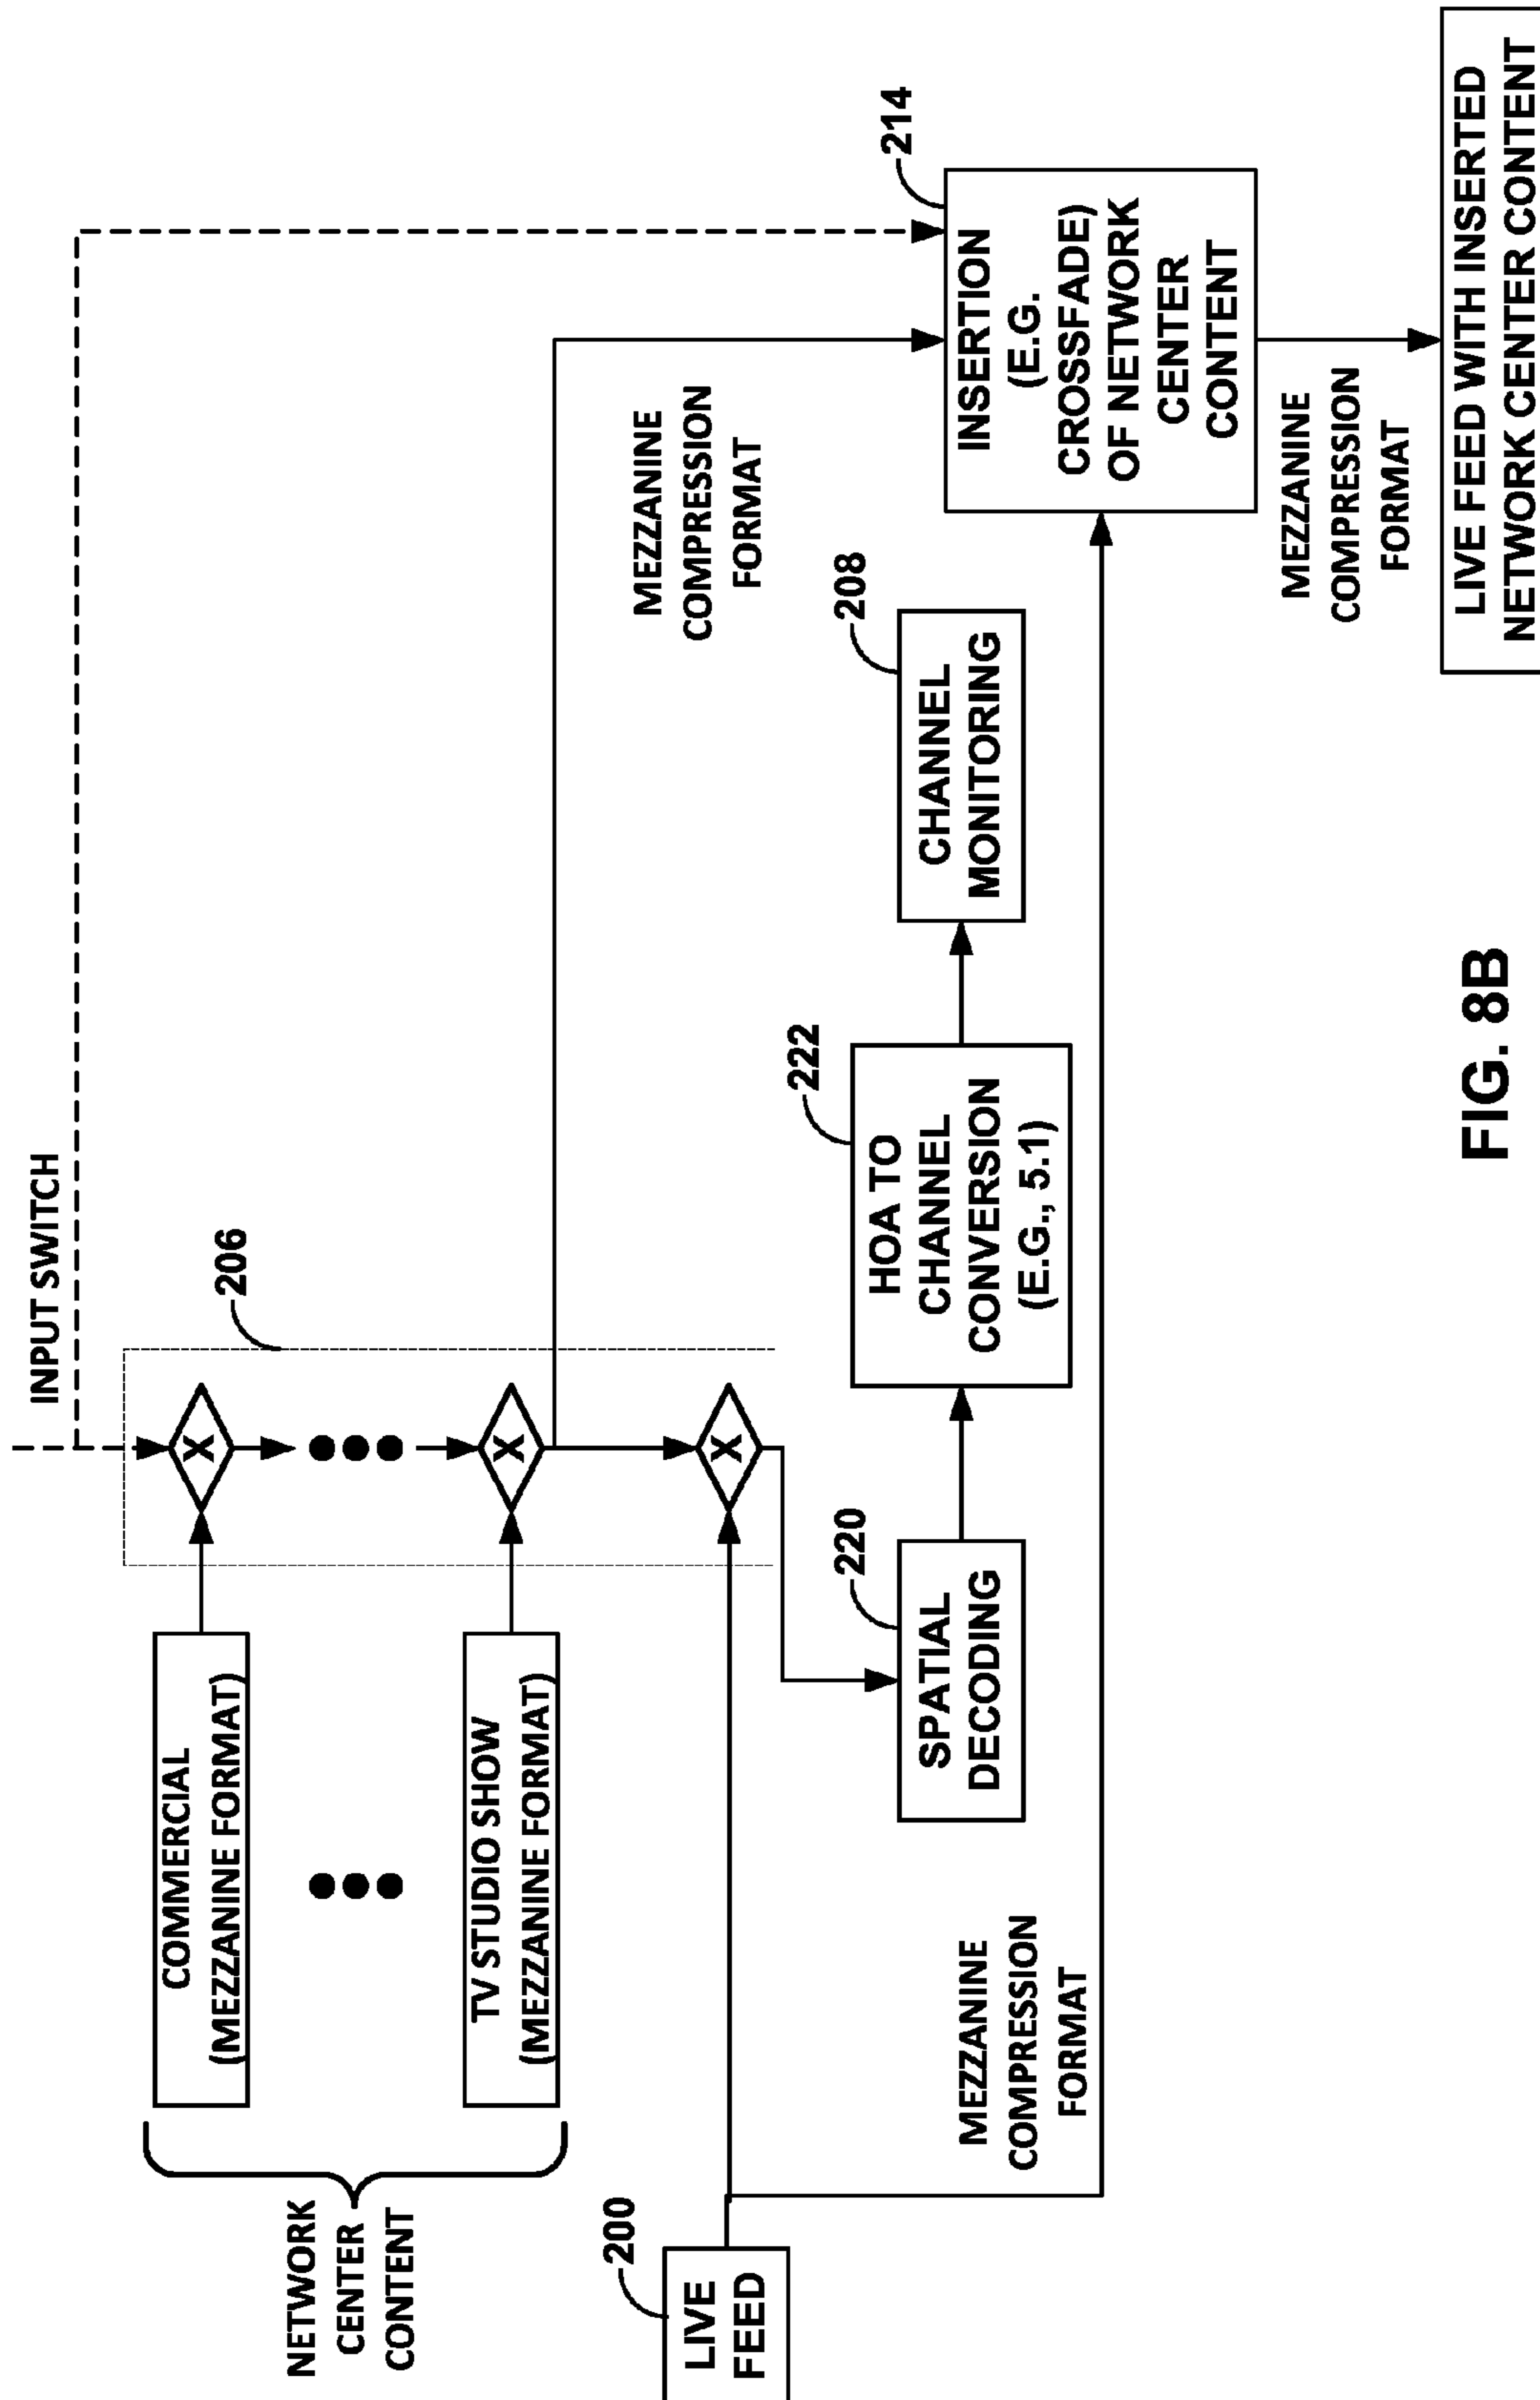 INPUT SWITCH
206
NETWORK
CENTER
CONTENT
COMMERCIAL
(MEZZANINE FORMAT)
TV STUDIO SHOW
(MEZZANINE FORMAT)
MEZZANINE
COMPRESSION
FORMAT
200
LIVE
FEED
220
SPATIAL
DECODING
222
HOA TO
CHANNEL
CONVERSION
(E.G., 5.1)
208
CHANNEL
MONITORING
214
INSERTION
(E.G.
CROSSFADE)
OF NETWORK
CENTER
CONTENT
MEZZANINE
COMPRESSION
FORMAT
MEZZANINE
COMPRESSION
FORMAT
LIVE FEED WITH INSERTED
NETWORK CENTER CONTENT
X
X
X
FIG. 8B